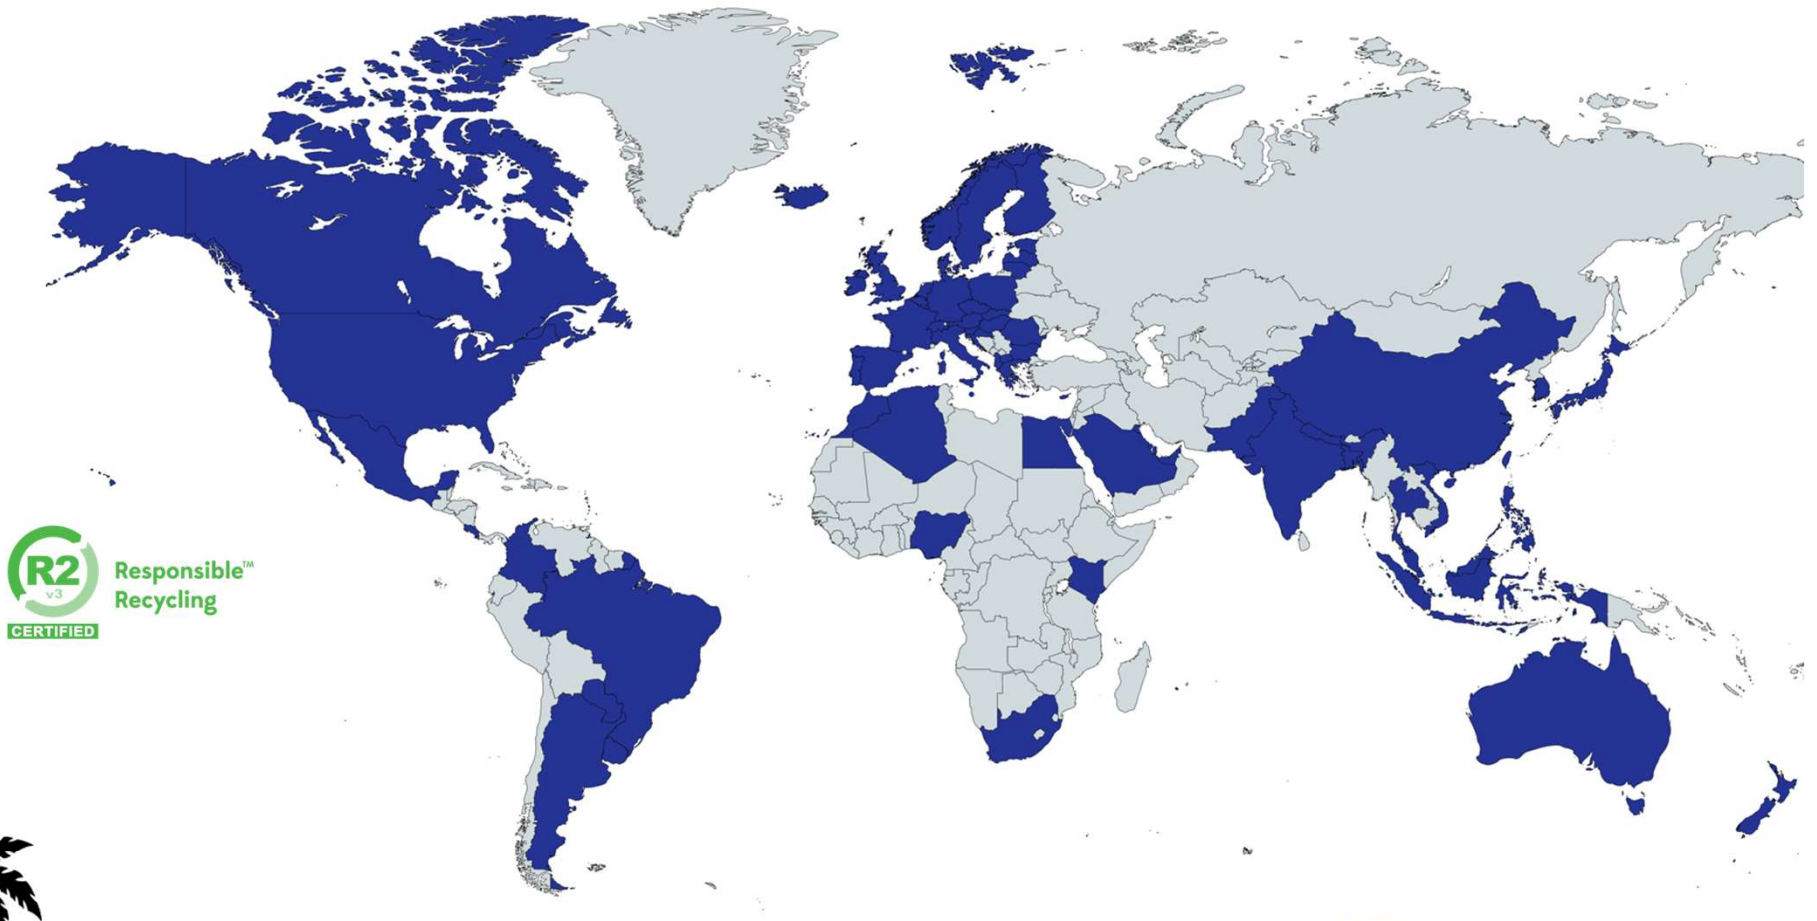 R2
v3
CERTIFIED
Responsible™
Recycling